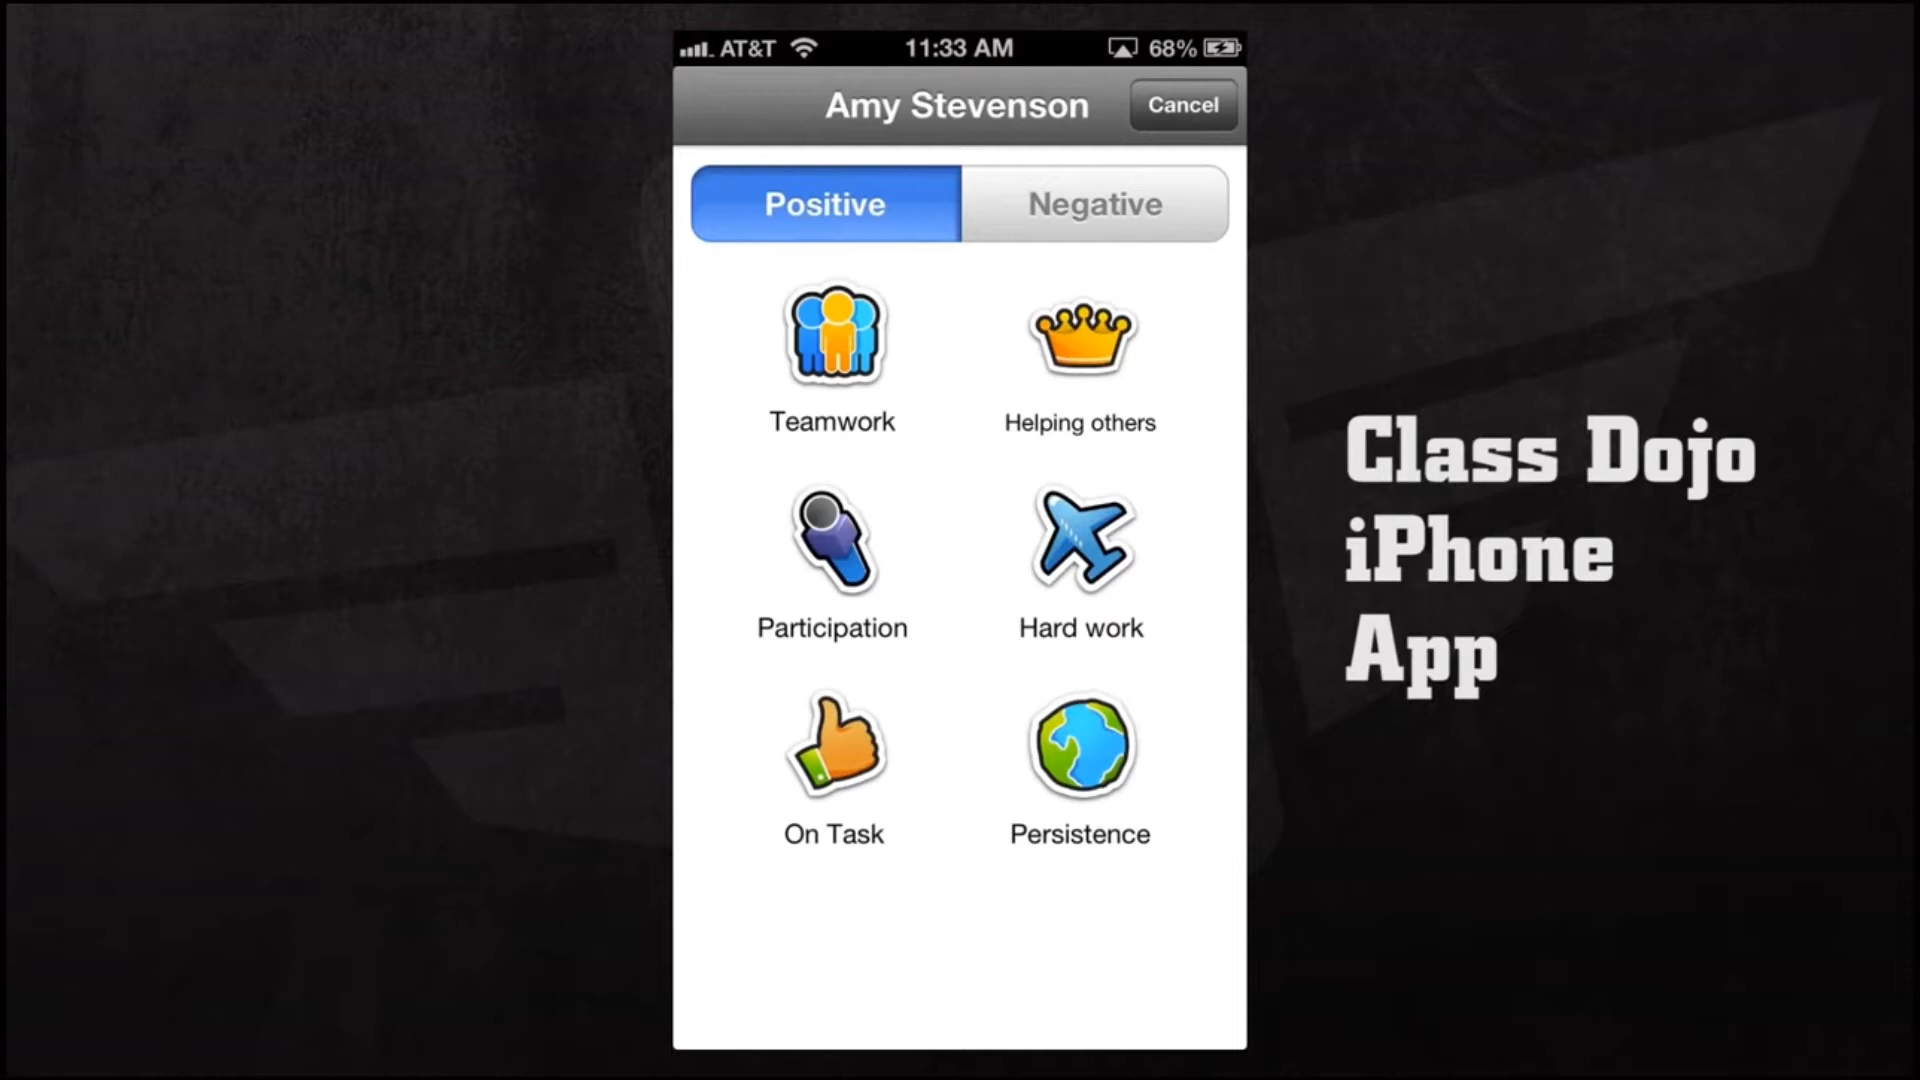 AT&T 11:33 AM 68%
Amy Stevenson Cancel
Positive Negative
Teamwork Helping others
Participation Hard work
On Task Persistence
Class Dojo
iPhone
App